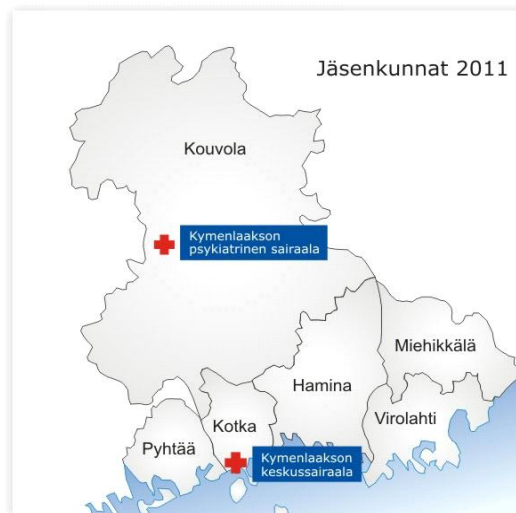 Jäsenkunnat 2011
Kouvola
Kymenlaakson
psykiatrinen sairaala
Miehikkälä
Hamina
Virolahti
Kotka
Pyhtää
Kymenlaakson
keskussairaala